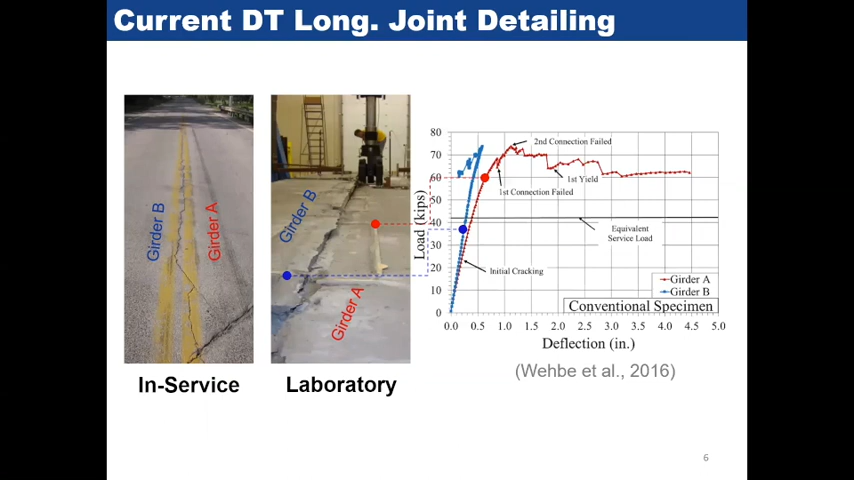 Current DT Long. Joint Detailing
Girder B
Girder A
In-Service
Girder B
Girder A
Laboratory
Load (kips)
80
70
60
50
40
30
20
10
0
2nd Connection Failed
1st Connection Failed
1st Yield
Equivalent
Service Load
Initial Cracking
Girder A
Girder B
Conventional Specimen
0.0 0.5 1.0 1.5 2.0 2.5 3.0 3.5 4.0 4.5 5.0
Deflection (in.)
(Wehbe et al., 2016)
6